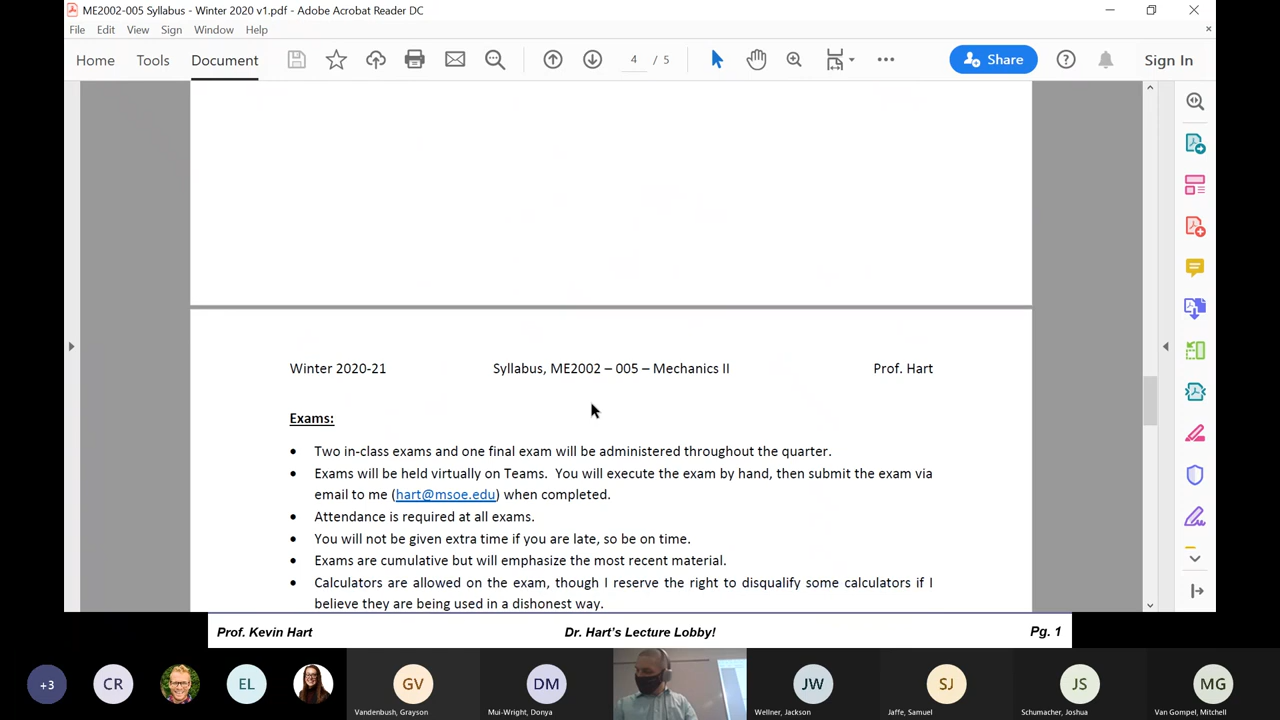 ME2002-005 Syllabus - Winter 2020 v1.pdf - Adobe Acrobat Reader DC
File Edit View Sign Window Help
Home Tools Document 4 / 5 Share Sign In
Winter 2020-21 Syllabus, ME2002 – 005 – Mechanics II Prof. Hart
Exams:
• Two in-class exams and one final exam will be administered throughout the quarter.
• Exams will be held virtually on Teams. You will execute the exam by hand, then submit the exam via
email to me (hart@msoe.edu) when completed.
• Attendance is required at all exams.
• You will not be given extra time if you are late, so be on time.
• Exams are cumulative but will emphasize the most recent material.
• Calculators are allowed on the exam, though I reserve the right to disqualify some calculators if I
believe they are being used in a dishonest way.
Prof. Kevin Hart Dr. Hart's Lecture Lobby! Pg. 1
+3 CR EL GV DM JW SJ JS MG
Vandenbush, Grayson Mui-Wright, Donya Wellner, Jackson Jaffe, Samuel Schumacher, Joshua Van Gompel, Mitchell